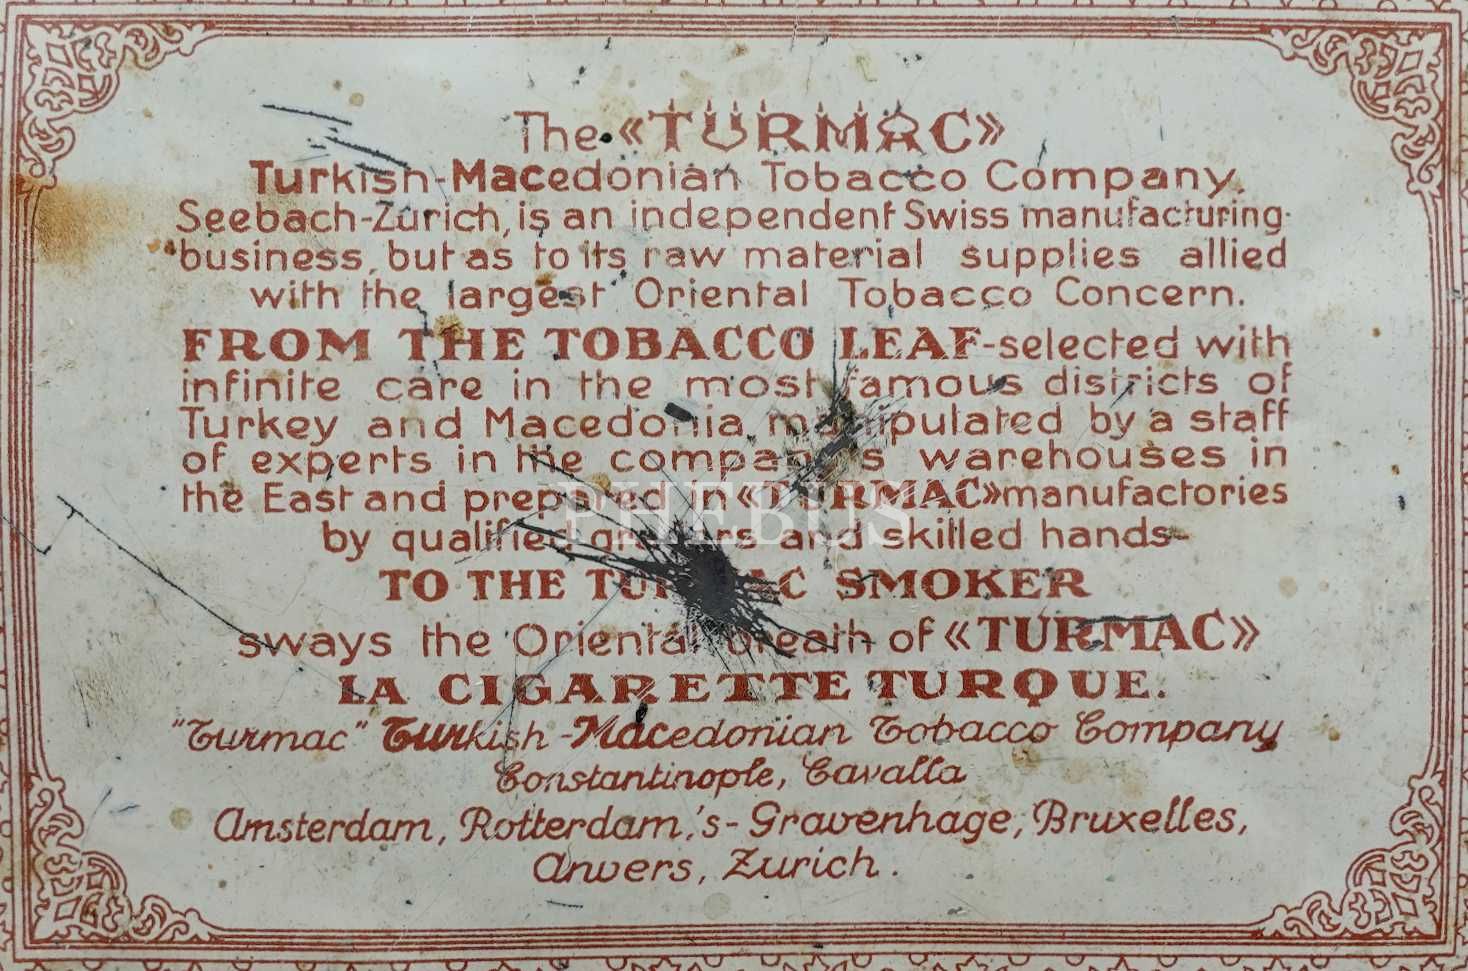 The «TURMAC»
Turkish-Macedonian Tobacco Company,
Seebach-Zürich, is an independent Swiss manufacturing
business, but as to its raw material supplies allied
with the largest Oriental Tobacco Concern.
FROM THE TOBACCO LEAF-selected with
infinite care in the most famous districts of
Turkey and Macedonia, manipulated by a staff
of experts in the company's warehouses in
the East and prepared in «TURMAC» manufactories
by qualified and skilled hands-
TO THE TURMAC SMOKER
sways the Oriental breath of «TURMAC»
LA CIGARETTE TURQUE.
"Turmac" Turkish-Macedonian Tobacco Company
Constantinople, Cavalla
Amsterdam, Rotterdam, 's-Gravenhage, Bruxelles,
Anvers, Zurich.
PHEBUS